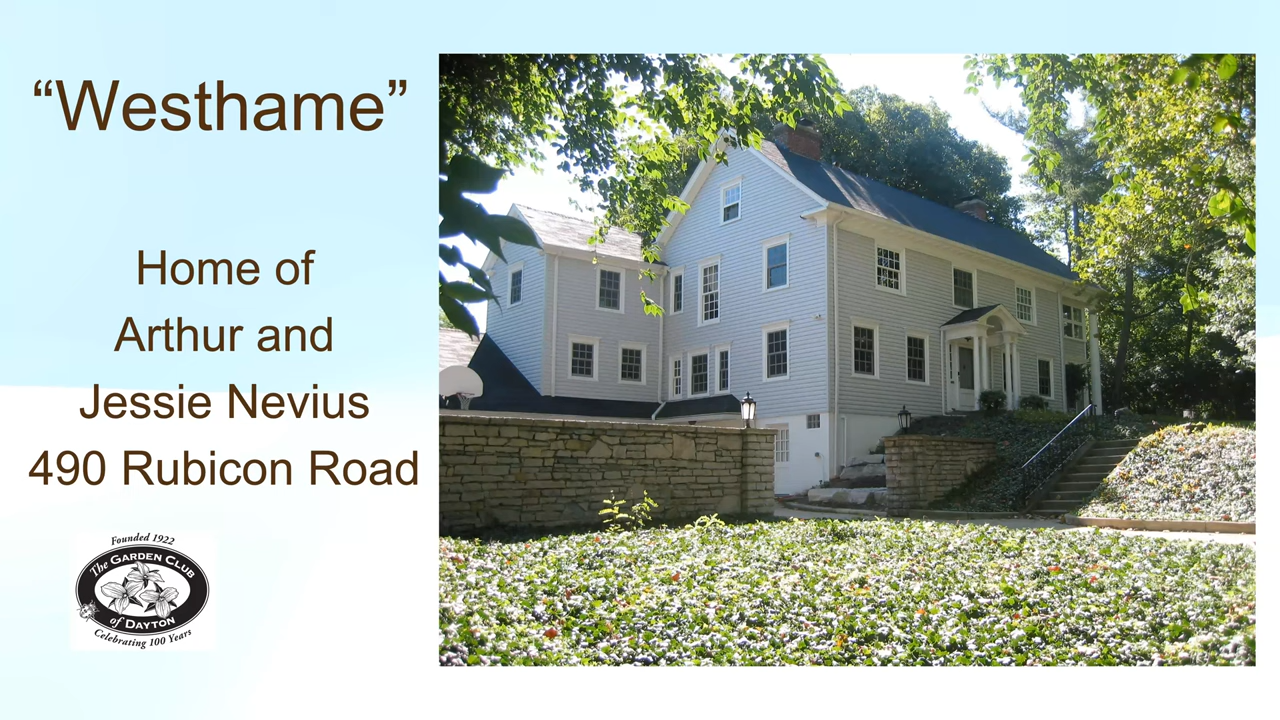 “Westhame”
Home of
Arthur and
Jessie Nevius
490 Rubicon Road
Founded 1922
The GARDEN CLUB
of DAYTON
Celebrating 100 Years